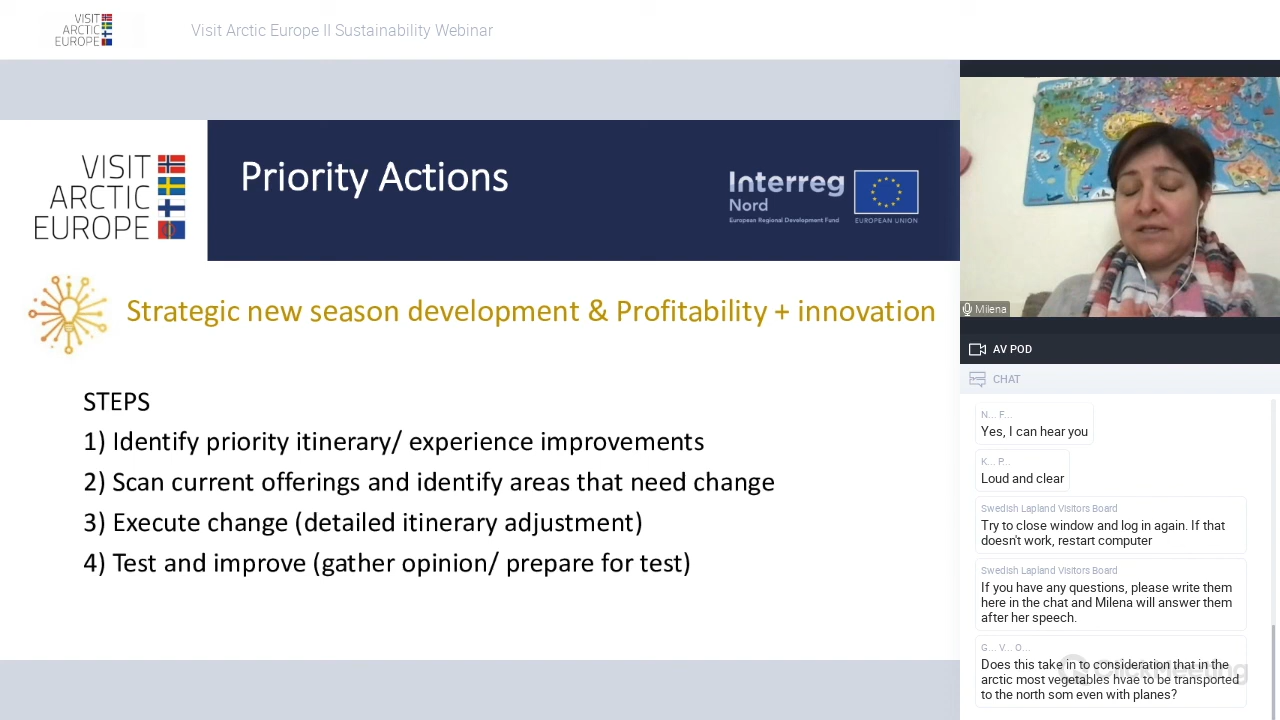 VISIT
ARCTIC
EUROPE
Visit Arctic Europe II Sustainability Webinar
VISIT
ARCTIC
EUROPE
Priority Actions
Interreg
Nord
European Regional Development Fund
EUROPEAN UNION
Strategic new season development & Profitability + innovation
STEPS
1) Identify priority itinerary/ experience improvements
2) Scan current offerings and identify areas that need change
3) Execute change (detailed itinerary adjustment)
4) Test and improve (gather opinion/ prepare for test)
Milena
AV POD
CHAT
N... F...
Yes, I can hear you
K... P...
Loud and clear
Swedish Lapland Visitors Board
Try to close window and log in again. If that
doesn't work, restart computer
Swedish Lapland Visitors Board
If you have any questions, please write them
here in the chat and Milena will answer them
after her speech.
G... V... O...
Does this take in to consideration that in the
arctic most vegetables hvae to be transported
to the north som even with planes?